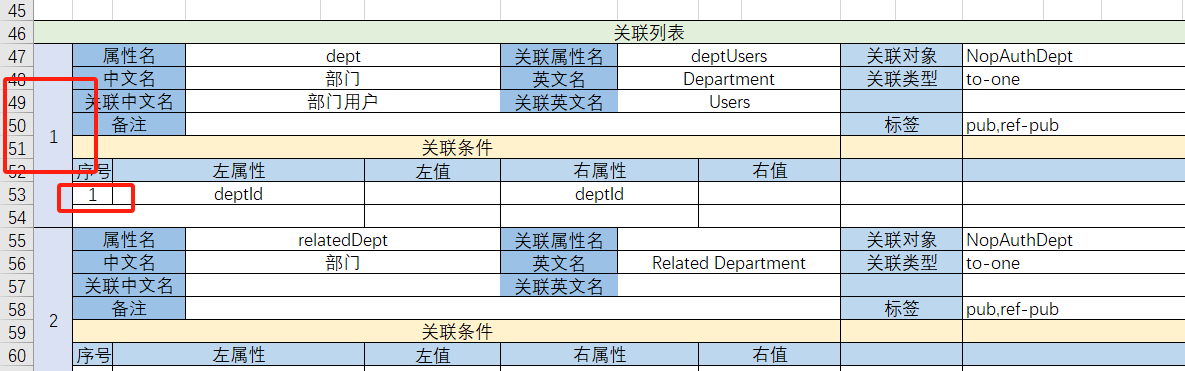 45
46 关联列表
47 属性名 dept 关联属性名 deptUsers 关联对象 NopAuthDept
48 中文名 部门 英文名 Department 关联类型 to-one
49 关联中文名 部门用户 关联英文名 Users
50 备注 标签 pub,ref-pub
1
51 关联条件
52 序号 左属性 左值 右属性 右值
53 1 deptId deptId
54
55 属性名 relatedDept 关联属性名 关联对象 NopAuthDept
56 中文名 部门 英文名 Related Department 关联类型 to-one
57 关联中文名 关联英文名
58 备注 标签 pub,ref-pub
2
59 关联条件
60 序号 左属性 左值 右属性 右值